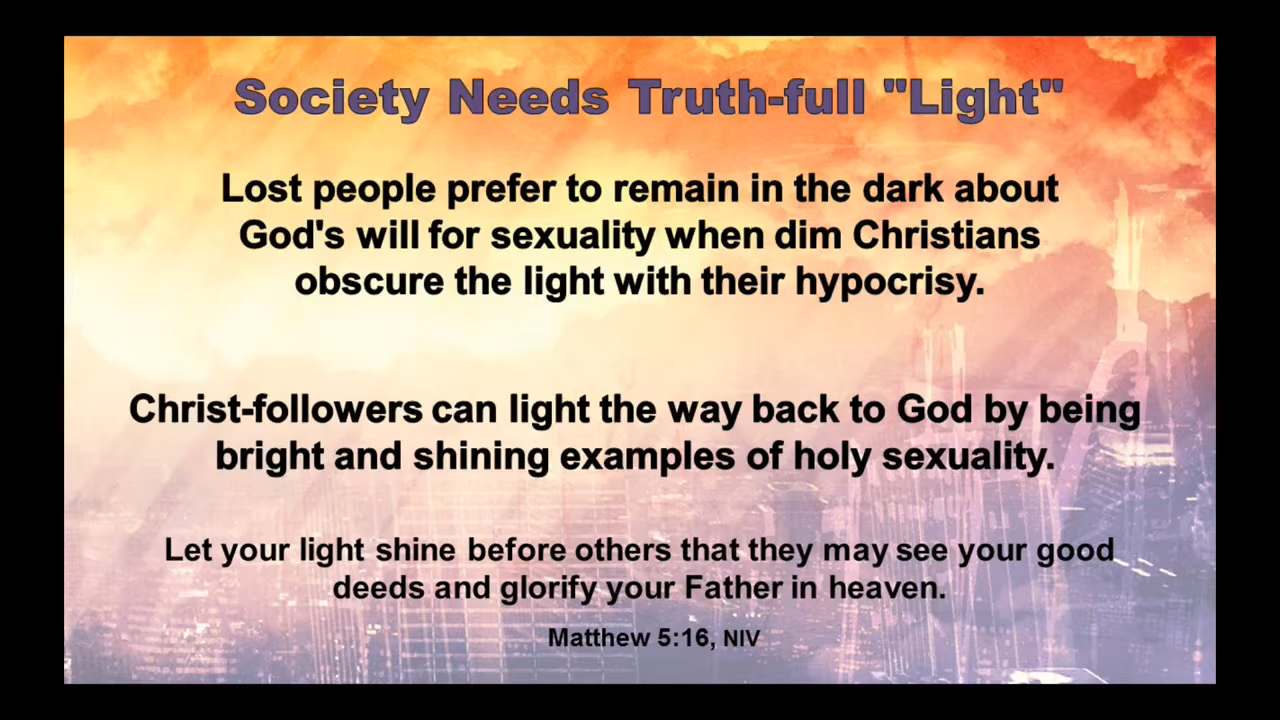 Society Needs Truth-full "Light"
Lost people prefer to remain in the dark about
God's will for sexuality when dim Christians
obscure the light with their hypocrisy.
Christ-followers can light the way back to God by being
bright and shining examples of holy sexuality.
Let your light shine before others that they may see your good
deeds and glorify your Father in heaven.
Matthew 5:16, NIV